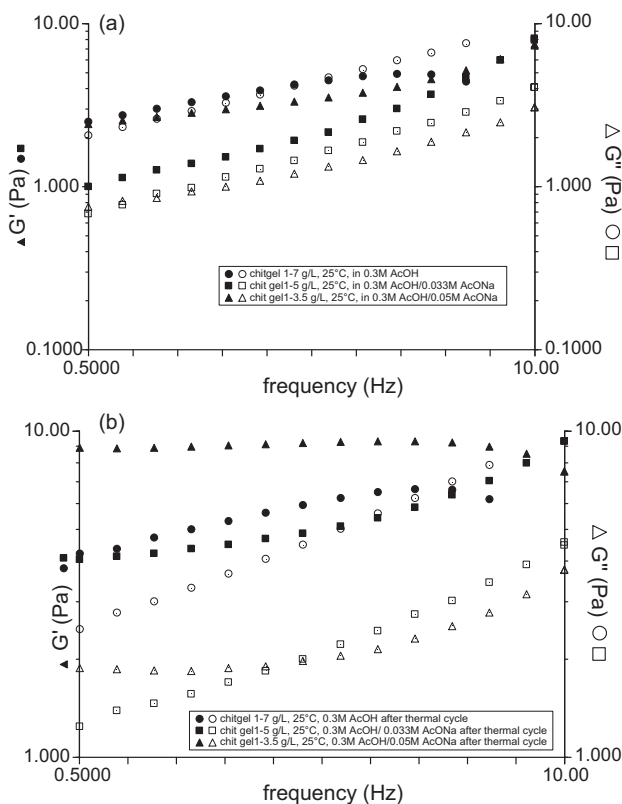 (a)
10.00
10.00
1.000
1.000
0.1000
0.1000
▲ G' (Pa) ● ■
△ G" (Pa) ○ □
● ○ chitgel 1-7 g/L, 25°C, in 0.3M AcOH
■ □ chit gel1-5 g/L, 25°C, in 0.3M AcOH/0.033M AcONa
▲ △ chit gel1-3.5 g/L, 25°C, in 0.3M AcOH/0.05M AcONa
0.5000
10.00
frequency (Hz)
(b)
10.00
10.00
▲ G' (Pa) ● ■
△ G" (Pa) ○ □
● ○ chitgel 1-7 g/L, 25°C, 0.3M AcOH after thermal cycle
■ □ chit gel1-5 g/L, 25°C, 0.3M AcOH/ 0.033M AcONa after thermal cycle
▲ △ chit gel1-3.5 g/L, 25°C, 0.3M AcOH/0.05M AcONa after thermal cycle
1.000
1.000
0.5000
10.00
frequency (Hz)